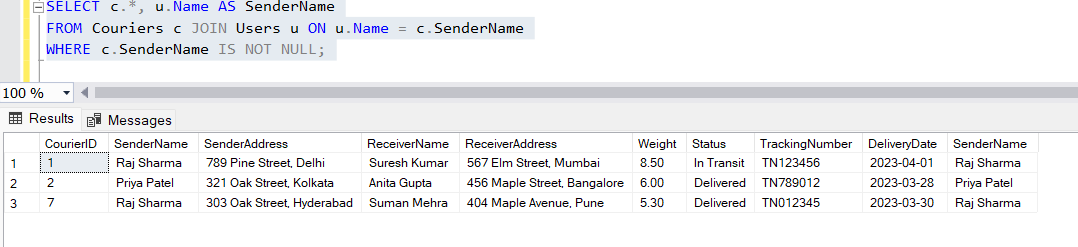 SELECT c.*, u.Name AS SenderName
FROM Couriers c JOIN Users u ON u.Name = c.SenderName
WHERE c.SenderName IS NOT NULL;
100 %
Results Messages
CourierID SenderName SenderAddress ReceiverName ReceiverAddress Weight Status TrackingNumber DeliveryDate SenderName
1 1 Raj Sharma 789 Pine Street, Delhi Suresh Kumar 567 Elm Street, Mumbai 8.50 In Transit TN123456 2023-04-01 Raj Sharma
2 2 Priya Patel 321 Oak Street, Kolkata Anita Gupta 456 Maple Street, Bangalore 6.00 Delivered TN789012 2023-03-28 Priya Patel
3 7 Raj Sharma 303 Oak Street, Hyderabad Suman Mehra 404 Maple Avenue, Pune 5.30 Delivered TN012345 2023-03-30 Raj Sharma